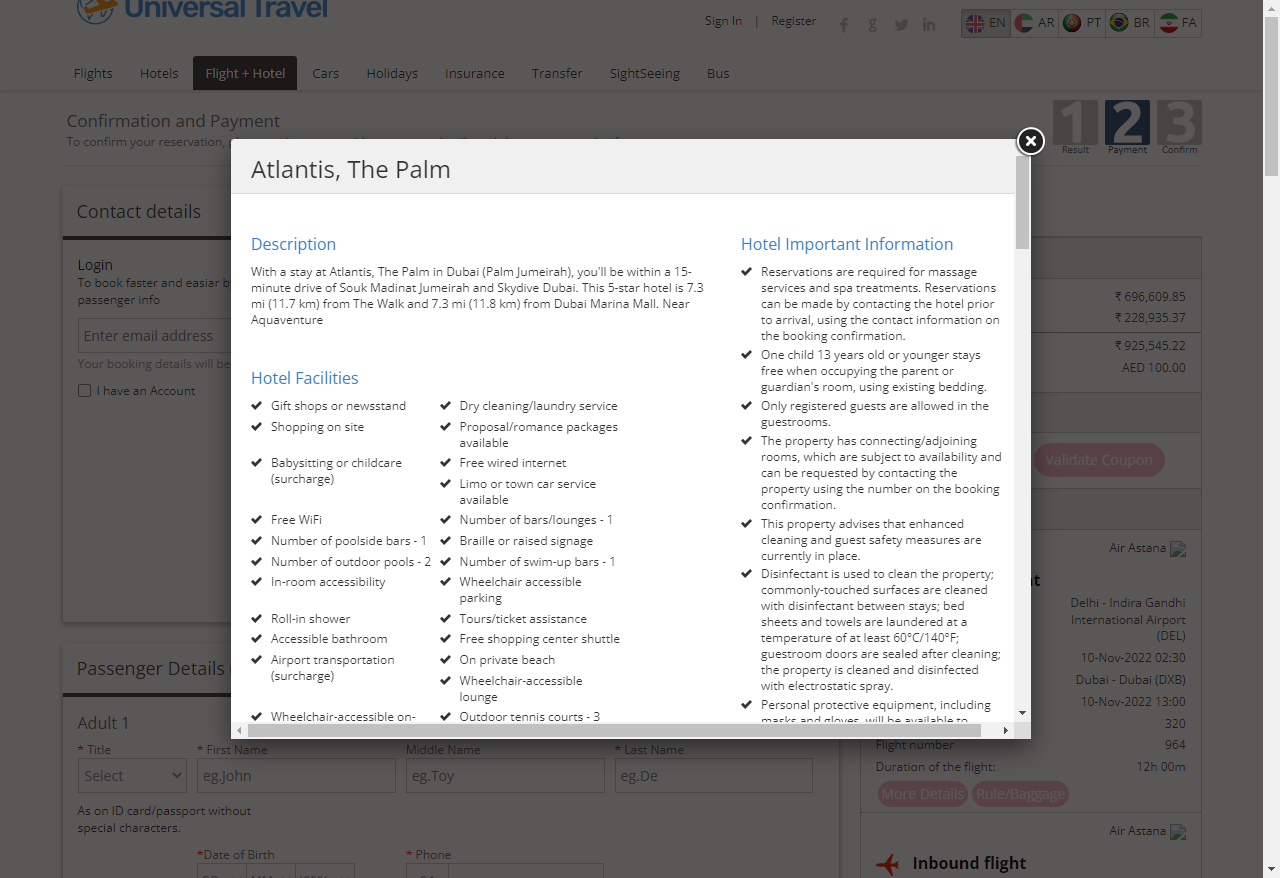 Universal Travel
Sign In | Register
EN AR PT BR FA
Flights Hotels Flight + Hotel Cars Holidays Insurance Transfer SightSeeing Bus
Confirmation and Payment
To confirm your reservation,
1 2 3
Result Payment Confirm
Atlantis, The Palm
Contact details
Login
To book faster and easiar b
passenger info
Enter email address
Your booking details will be
I have an Account
Description
With a stay at Atlantis, The Palm in Dubai (Palm Jumeirah), you'll be within a 15-
minute drive of Souk Madinat Jumeirah and Skydive Dubai. This 5-star hotel is 7.3
mi (11.7 km) from The Walk and 7.3 mi (11.8 km) from Dubai Marina Mall. Near
Aquaventure
Hotel Facilities
Gift shops or newsstand
Dry cleaning/laundry service
Shopping on site
Proposal/romance packages
available
Babysitting or childcare
(surcharge)
Free wired internet
Limo or town car service
available
Free WiFi
Number of bars/lounges - 1
Number of poolside bars - 1
Braille or raised signage
Number of outdoor pools - 2
Number of swim-up bars - 1
In-room accessibility
Wheelchair accessible
parking
Roll-in shower
Tours/ticket assistance
Accessible bathroom
Free shopping center shuttle
Airport transportation
(surcharge)
On private beach
Wheelchair-accessible
lounge
Wheelchair-accessible on-
Outdoor tennis courts - 3
Hotel Important Information
Reservations are required for massage
services and spa treatments. Reservations
can be made by contacting the hotel prior
to arrival, using the contact information on
the booking confirmation.
One child 13 years old or younger stays
free when occupying the parent or
guardian's room, using existing bedding.
Only registered guests are allowed in the
guestrooms.
The property has connecting/adjoining
rooms, which are subject to availability and
can be requested by contacting the
property using the number on the booking
confirmation.
This property advises that enhanced
cleaning and guest safety measures are
currently in place.
Disinfectant is used to clean the property;
commonly-touched surfaces are cleaned
with disinfectant between stays; bed
sheets and towels are laundered at a
temperature of at least 60°C/140°F;
guestroom doors are sealed after cleaning;
the property is cleaned and disinfected
with electrostatic spray.
Personal protective equipment, including
masks and gloves, will be available to
₹ 696,609.85
₹ 228,935.37
₹ 925,545.22
AED 100.00
Validate Coupon
Air Astana
Delhi - Indira Gandhi
International Airport
(DEL)
10-Nov-2022 02:30
Dubai - Dubai (DXB)
10-Nov-2022 13:00
320
Flight number 964
Duration of the flight: 12h 00m
More Details Rule/Baggage
Air Astana
Inbound flight
Passenger Details
Adult 1
* Title * First Name Middle Name * Last Name
Select eg.John eg.Toy eg.De
As on ID card/passport without
special characters.
*Date of Birth * Phone